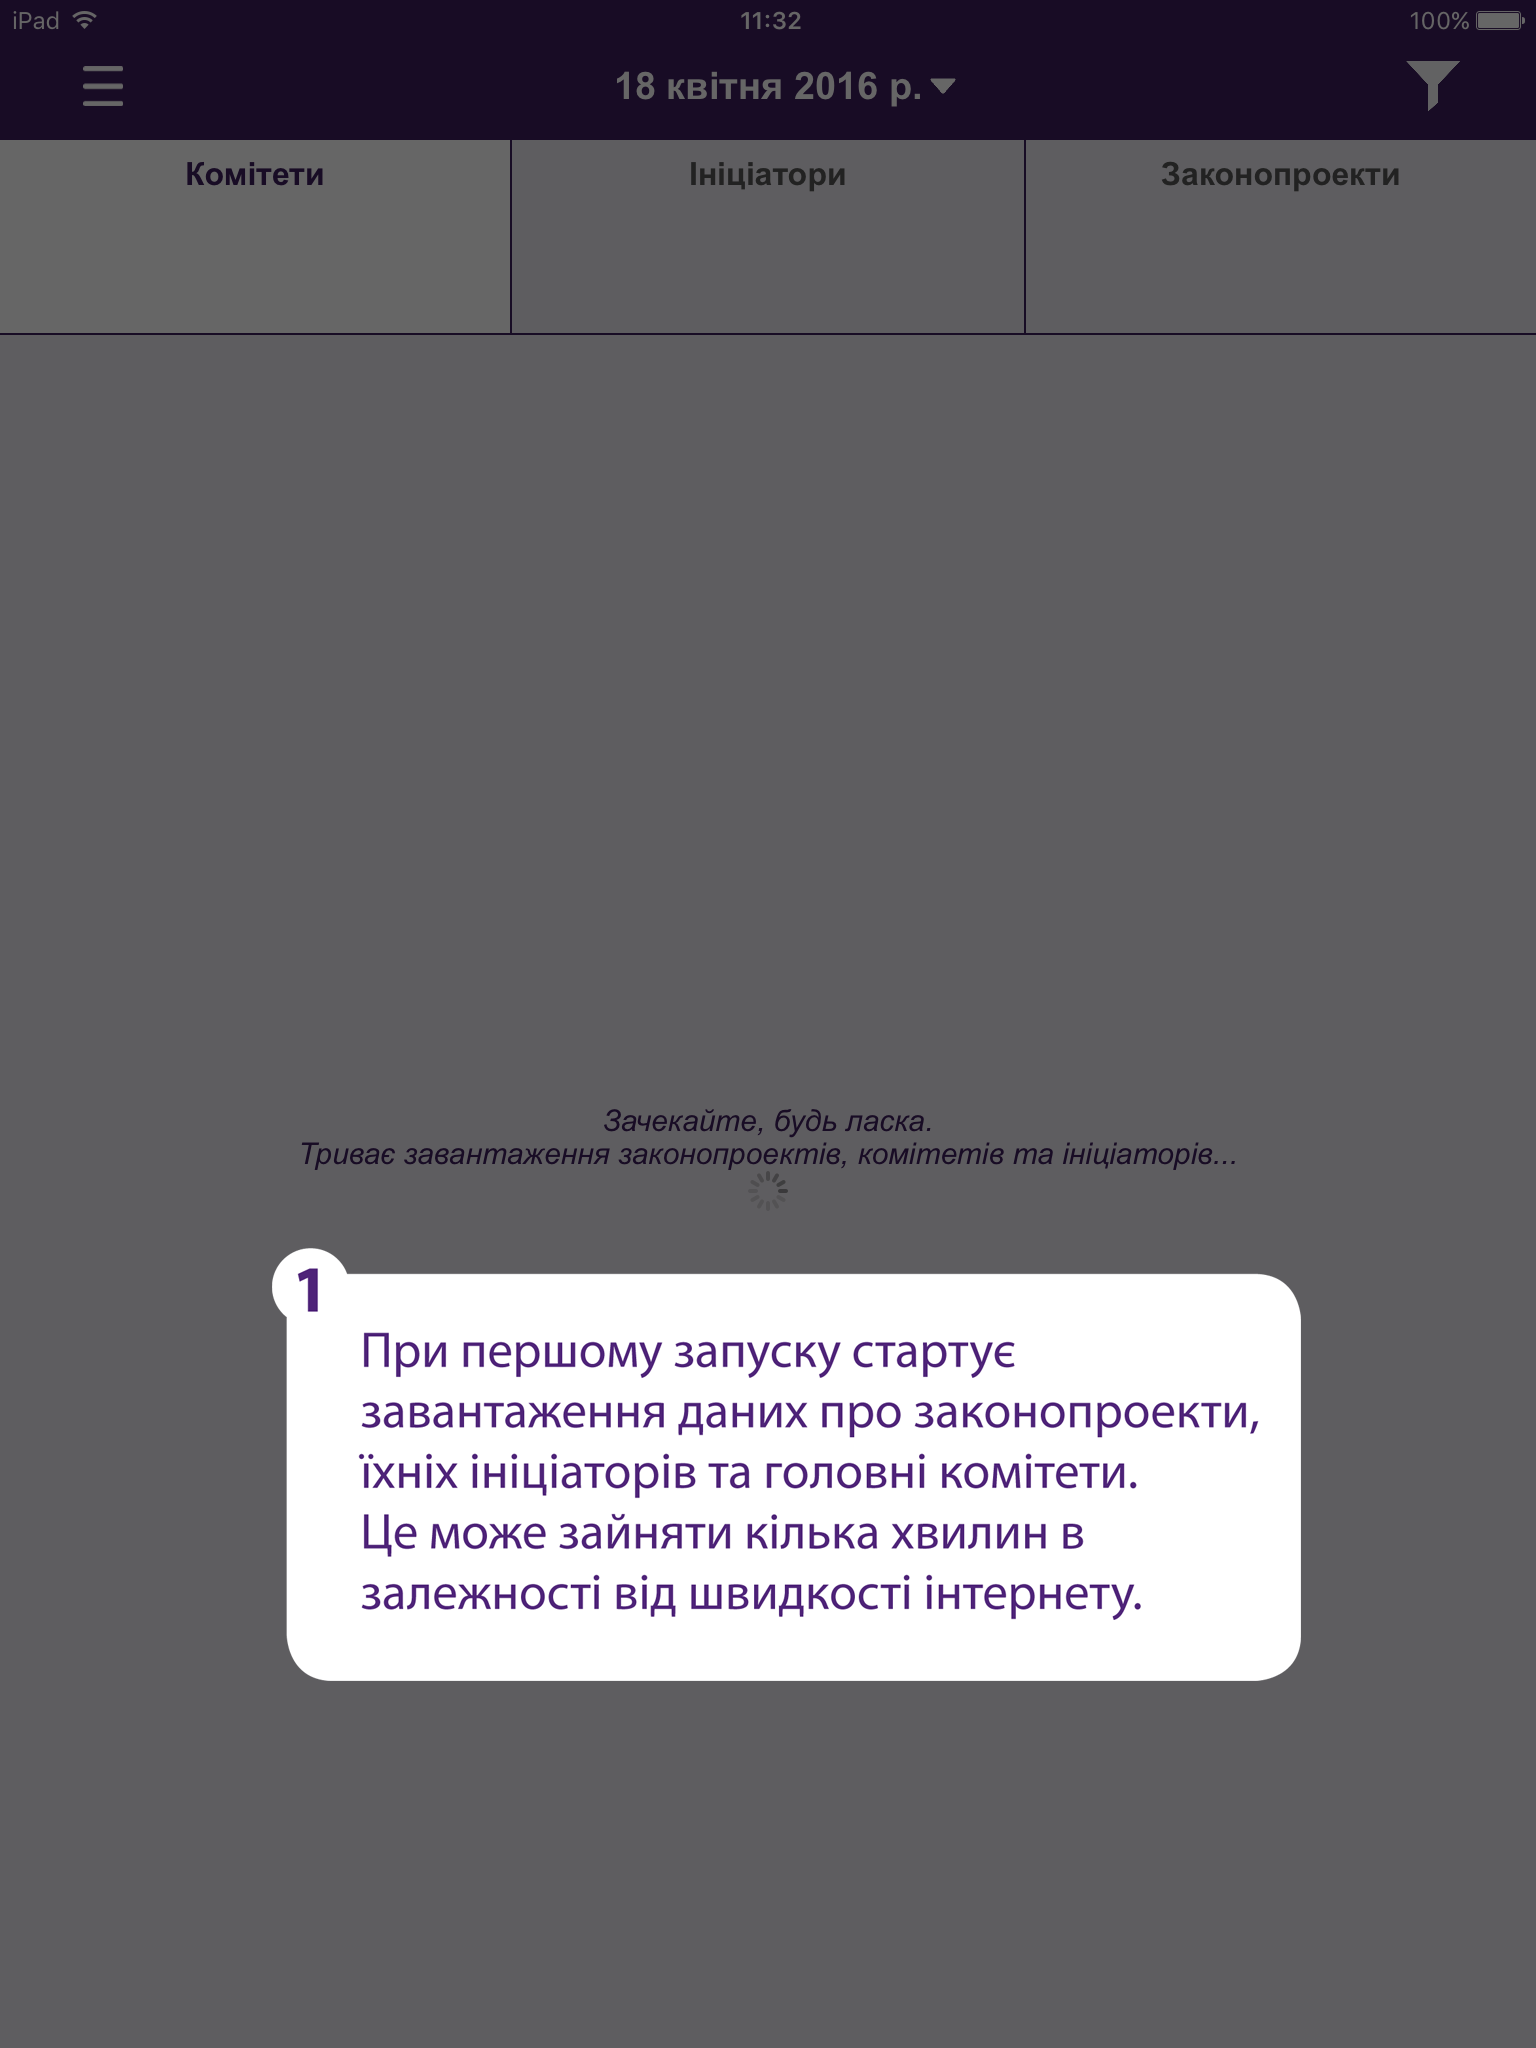 iPad 11:32 100%
18 квітня 2016 р.
Комітети Ініціатори Законопроекти
Зачекайте, будь ласка.
Триває завантаження законопроектів, комітетів та ініціаторів...
1
При першому запуску стартує
завантаження даних про законопроекти,
їхніх ініціаторів та головні комітети.
Це може зайняти кілька хвилин в
залежності від швидкості інтернету.